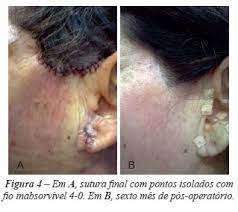 A
B
Figura 4 – Em A, sutura final com pontos isolados com
fio inabsorvível 4-0. Em B, sexto mês de pós-operatório.